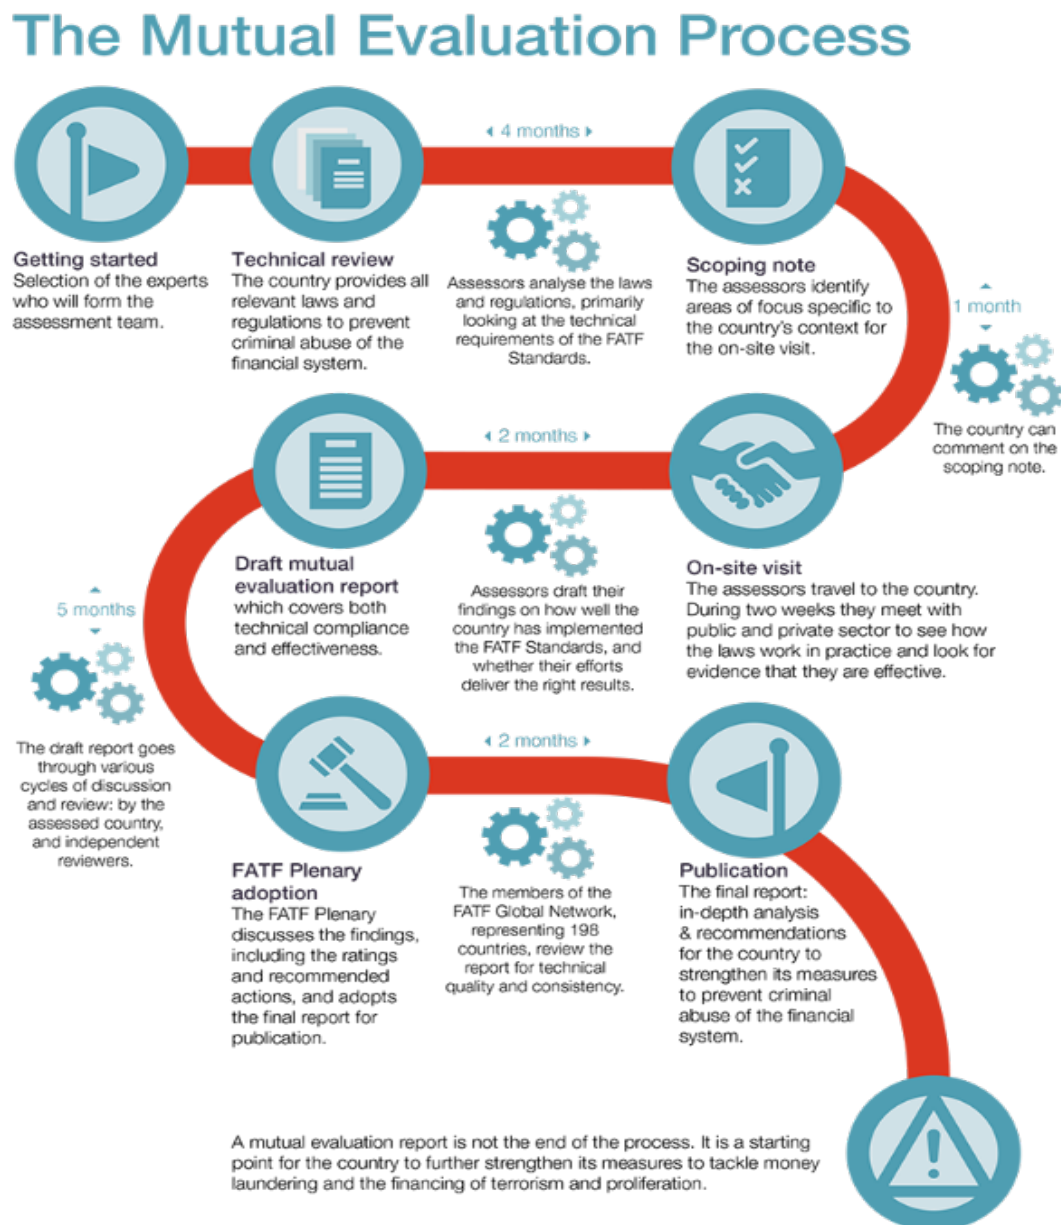 The Mutual Evaluation Process
Getting started
Selection of the experts
who will form the
assessment team.
Technical review
The country provides all
relevant laws and
regulations to prevent
criminal abuse of the
financial system.
4 months
Assessors analyse the laws
and regulations, primarily
looking at the technical
requirements of the FATF
Standards.
Scoping note
The assessors identify
areas of focus specific to
the country's context for
the on-site visit.
1 month
The country can
comment on the
scoping note.
On-site visit
The assessors travel to the country.
During two weeks they meet with
public and private sector to see how
the laws work in practice and look for
evidence that they are effective.
2 months
Assessors draft their
findings on how well the
country has implemented
the FATF Standards, and
whether their efforts
deliver the right results.
Draft mutual
evaluation report
which covers both
technical compliance
and effectiveness.
5 months
The draft report goes
through various
cycles of discussion
and review: by the
assessed country,
and independent
reviewers.
FATF Plenary
adoption
The FATF Plenary
discusses the findings,
including the ratings
and recommended
actions, and adopts
the final report for
publication.
2 months
The members of the
FATF Global Network,
representing 198
countries, review the
report for technical
quality and consistency.
Publication
The final report:
in-depth analysis
& recommendations
for the country to
strengthen its measures
to prevent criminal
abuse of the financial
system.
A mutual evaluation report is not the end of the process. It is a starting
point for the country to further strengthen its measures to tackle money
laundering and the financing of terrorism and proliferation.